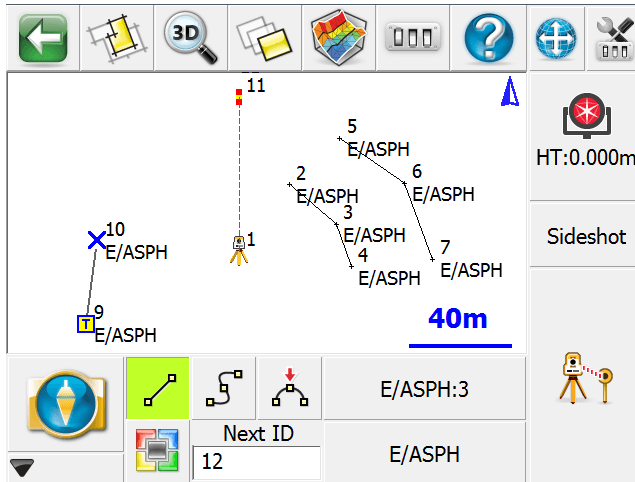 3D
11
5
E/ASPH
2
E/ASPH
6
E/ASPH
3
E/ASPH
10
E/ASPH
1
4
E/ASPH
7
E/ASPH
9
T
E/ASPH
40m
HT:0.000m
Sideshot
E/ASPH:3
Next ID
12
E/ASPH